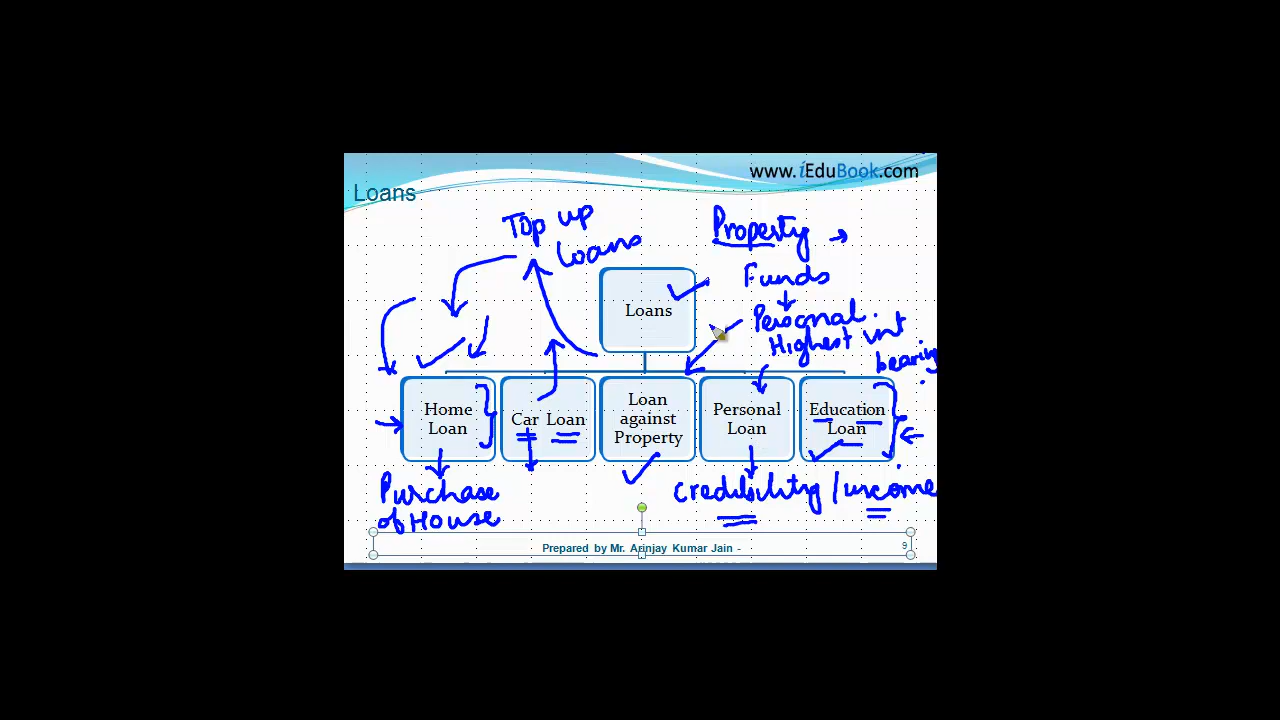 www.iEduBook.com
Loans
Top up
Loans
Property
Funds
Personal
Highest int
bearing
Loans
Home
Loan
Car Loan
Loan
against
Property
Personal
Loan
Education
Loan
Purchase
of House
Credibility / income
Prepared by Mr. Arinjay Kumar Jain -
9